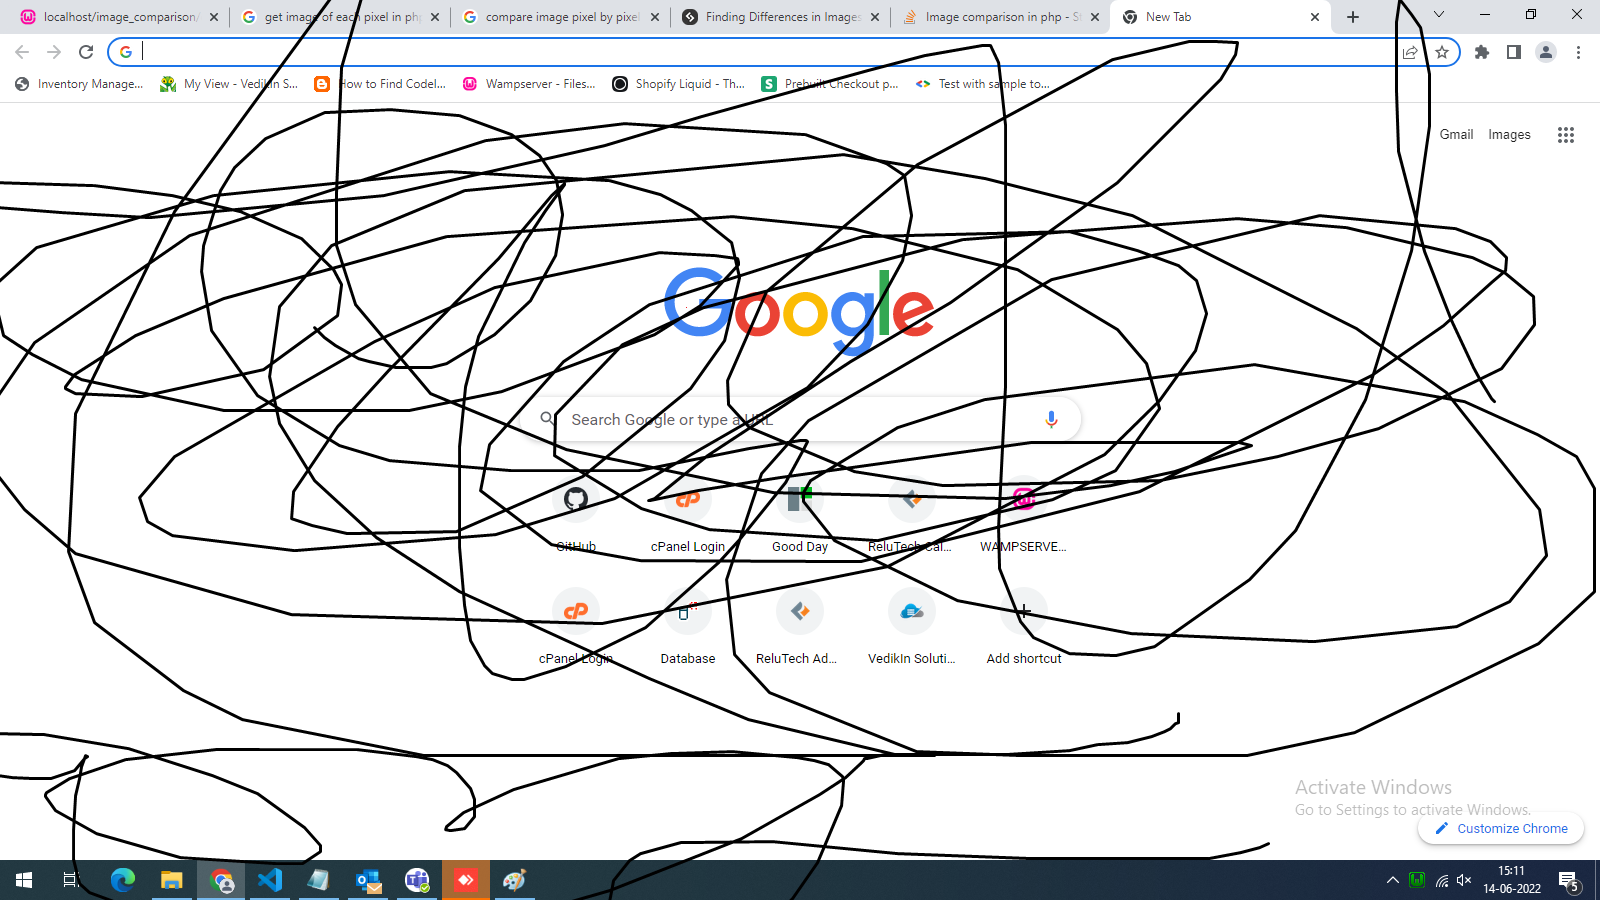 localhost/image_comparison/
get image of each pixel in php
compare image pixel by pixel
Finding Differences in Images
Image comparison in php - St
New Tab
Inventory Manage...
My View - VedikIn S...
How to Find CodeI...
Wampserver - Files...
Shopify Liquid - Th...
Prebuilt Checkout p...
Test with sample to...
Gmail
Images
Google
Search Google or type a URL
GitHub
cPanel Login
Good Day
ReluTech Cal...
WAMPSERVE...
cPanel Login
Database
ReluTech Ad...
VedikIn Soluti...
Add shortcut
Activate Windows
Go to Settings to activate Windows.
Customize Chrome
15:11
14-06-2022
5